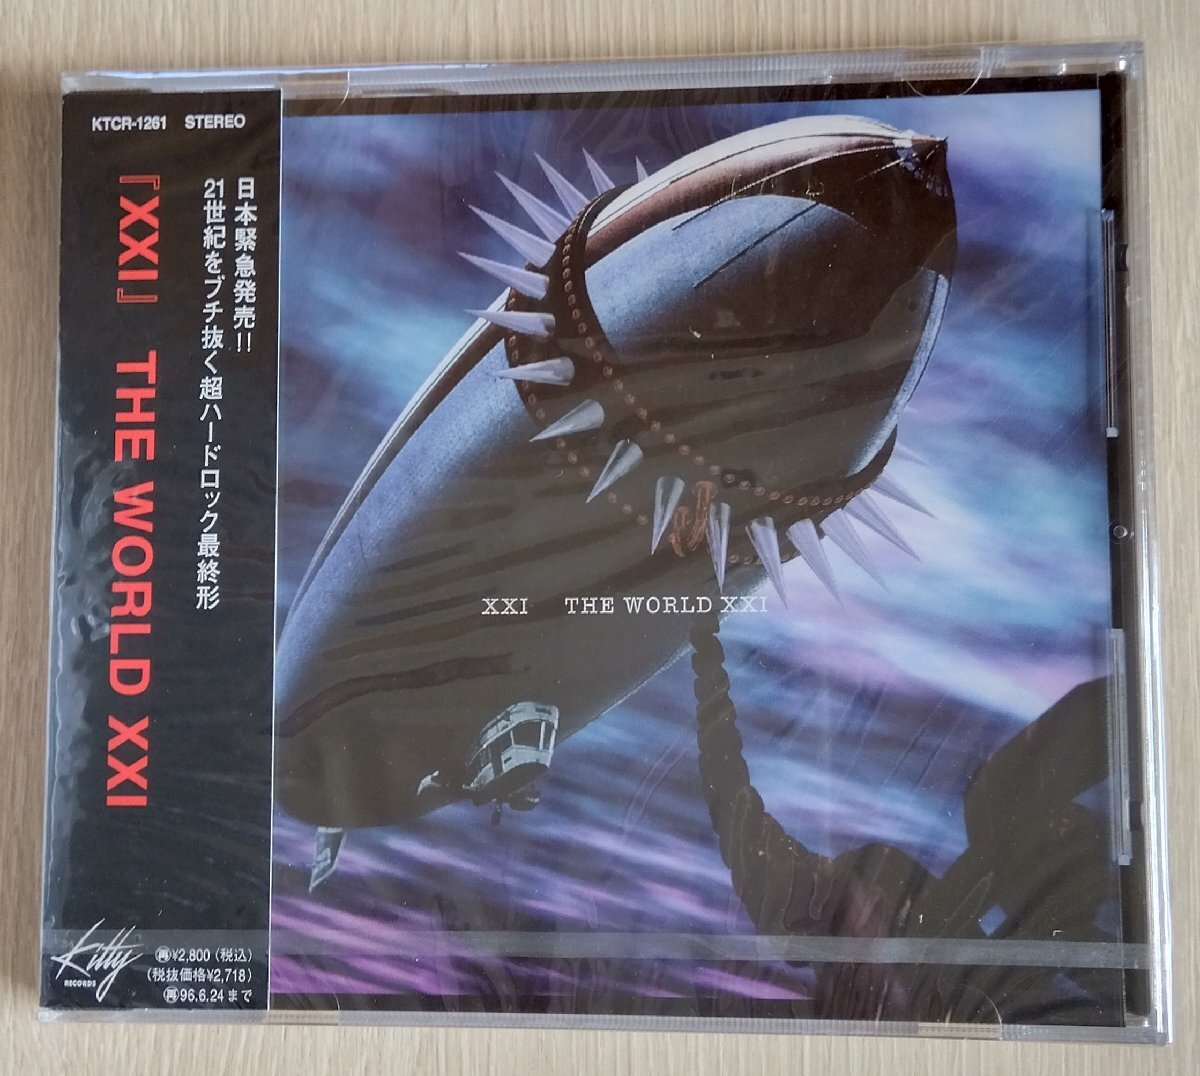 KTCR-1261 STEREO
日本緊急発売!!
21世紀をブチ抜く超ハードロック最終形
『XXI』 THE WORLD XXI
XXI THE WORLD XXI
Kitty
RECORDS
再¥2,800(税込)
(税抜価格¥2,718)
再96.6.24まで